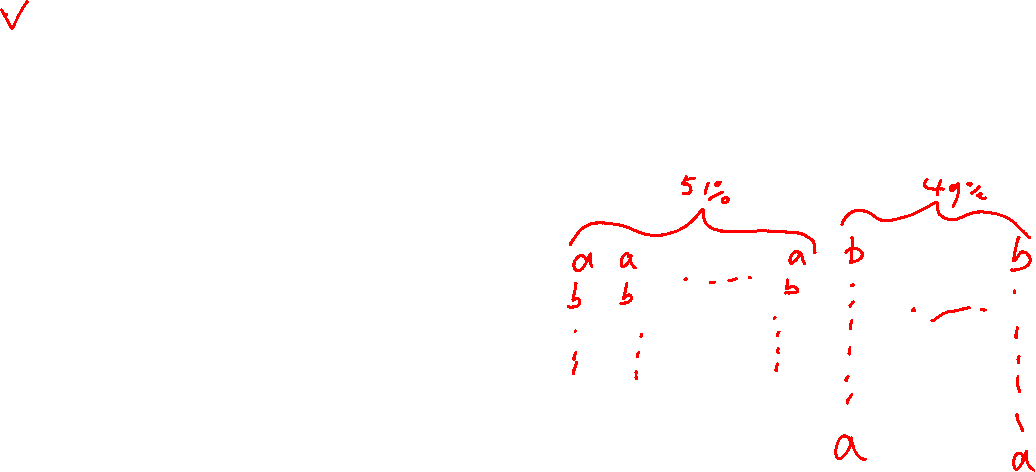 ✓
51% 49%
a a a b b
b b ..... b
a a